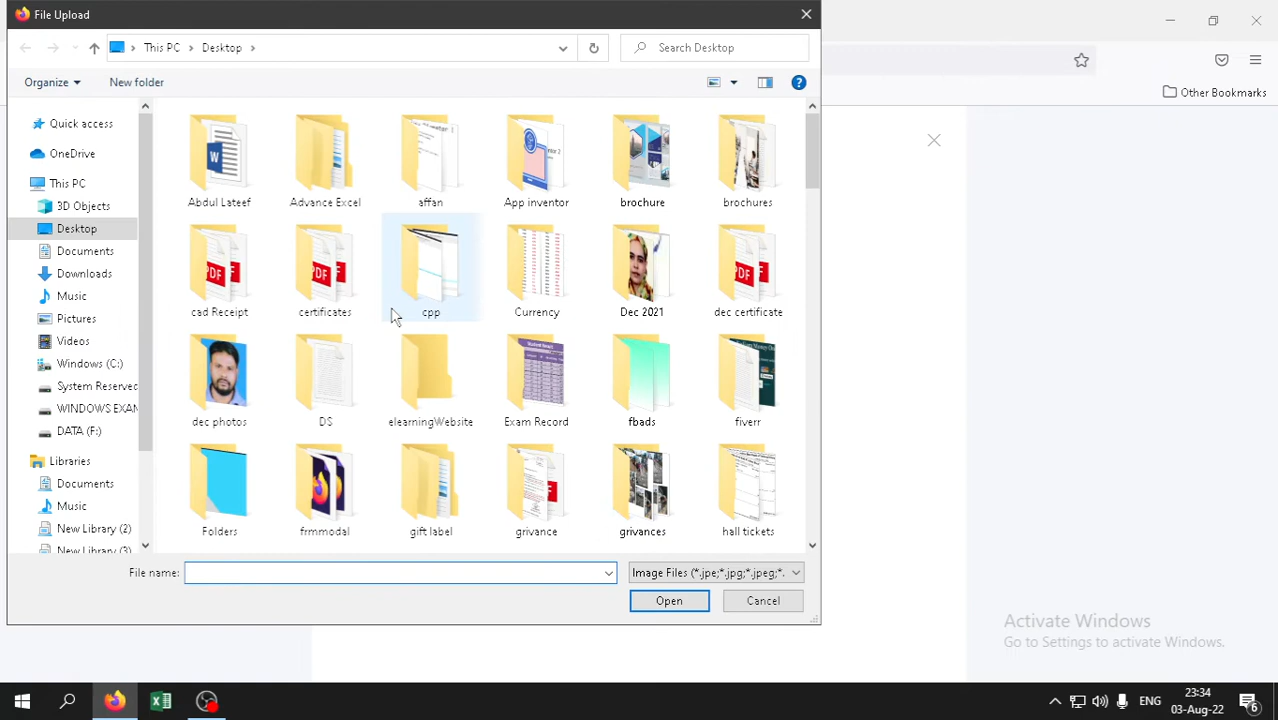 File Upload
This PC > Desktop >
Search Desktop
Organize
New folder
Other Bookmarks
Quick access
OneDrive
This PC
3D Objects
Desktop
Documents
Downloads
Music
Pictures
Videos
Windows (C:)
System Reserved
WINDOWS EXAN
DATA (F:)
Libraries
Documents
Music
New Library (2)
New Library (3)
Abdul Lateef
Advance Excel
affan
App inventor
brochure
brochures
cad Receipt
certificates
cpp
Currency
Dec 2021
dec certificate
dec photos
DS
elearningWebsite
Exam Record
fbads
fiverr
Folders
frmmodal
gift label
grivance
grivances
hall tickets
File name:
Image Files (*.jpe;*.jpg;*.jpeg;*.
Open
Cancel
Activate Windows
Go to Settings to activate Windows.
ENG
23:34
03-Aug-22
6